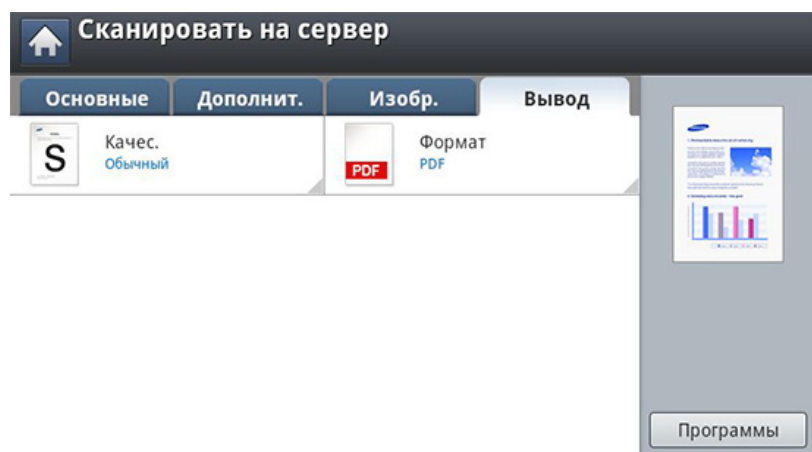 Сканировать на сервер
Основные
Дополнит.
Изобр.
Вывод
S
Качес.
Обычный
PDF
Формат
PDF
Программы